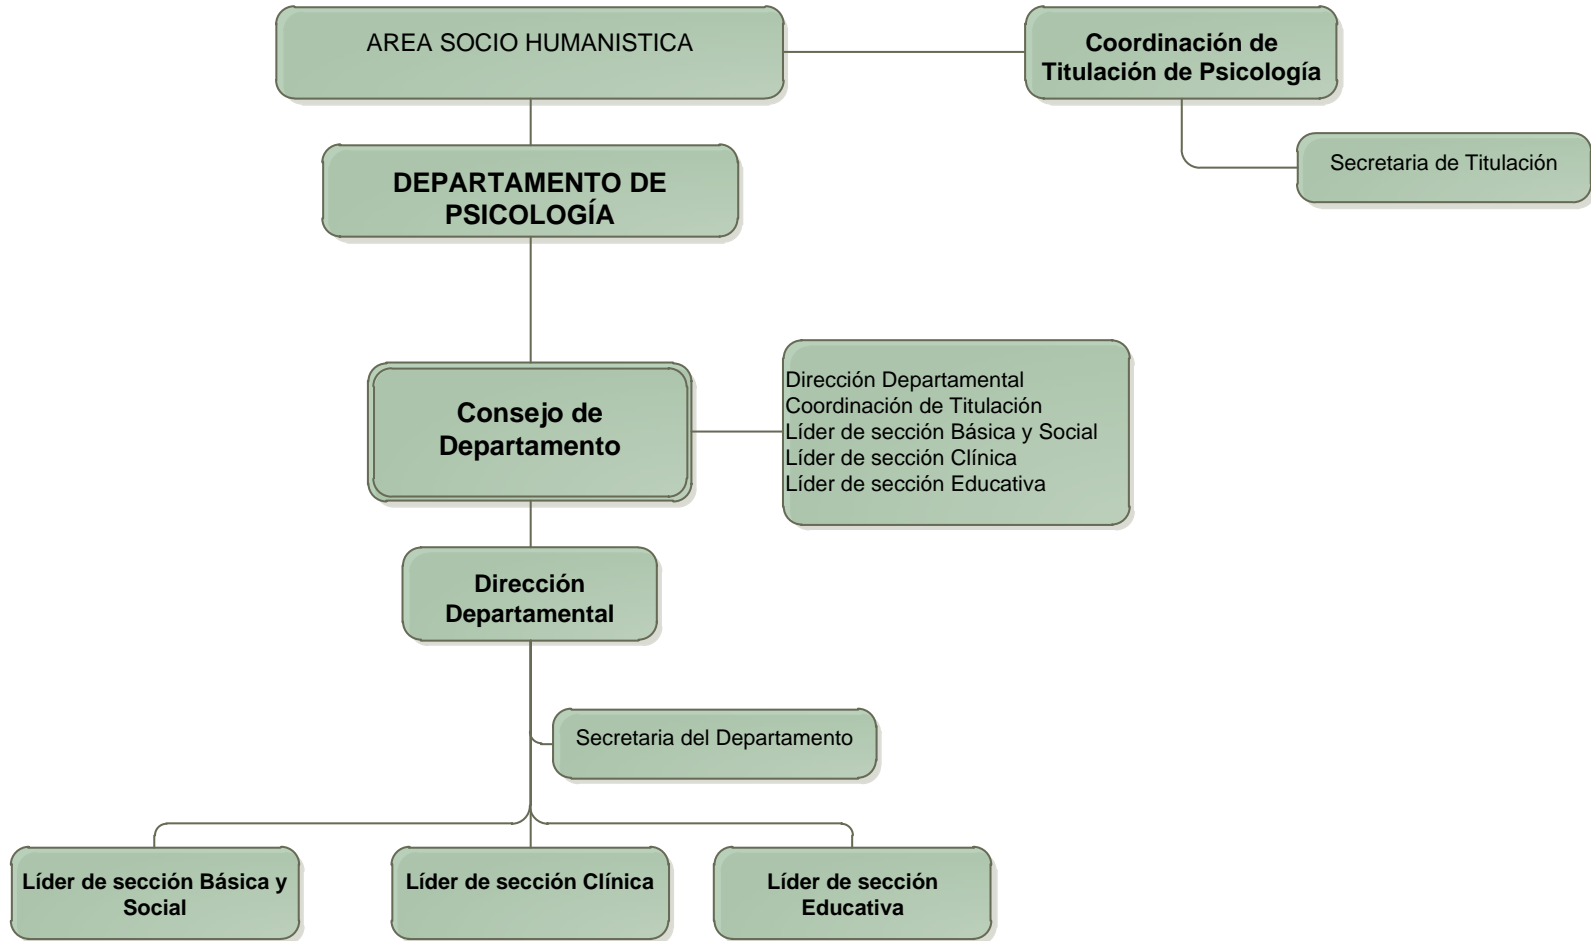 AREA SOCIO HUMANISTICA
Coordinación de
Titulación de Psicología
Secretaria de Titulación
DEPARTAMENTO DE
PSICOLOGÍA
Consejo de
Departamento
Dirección Departamental
Coordinación de Titulación
Líder de sección Básica y Social
Líder de sección Clínica
Líder de sección Educativa
Dirección
Departamental
Secretaria del Departamento
Líder de sección Básica y
Social
Líder de sección Clínica
Líder de sección
Educativa